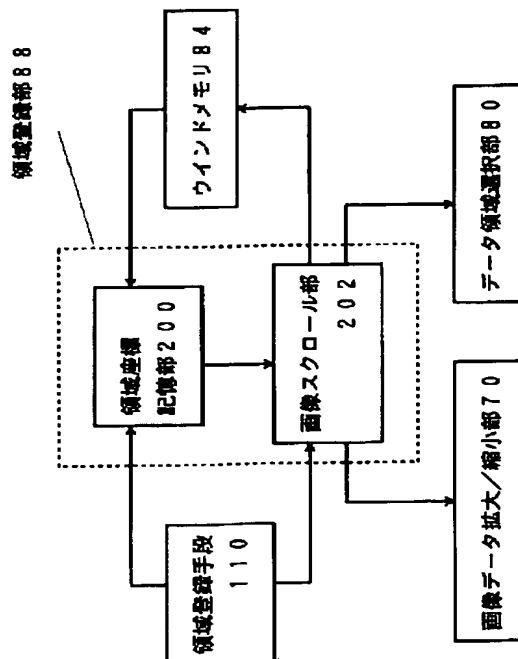 領域登録部88
領域登録手段
110
領域座標
記憶部200
ウインドメモリ84
画像スクロール部
202
画像データ拡大/縮小部70
データ領域選択部80